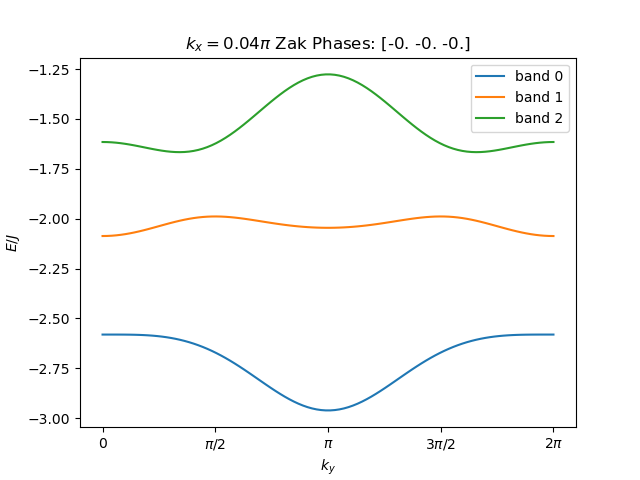 k_x = 0.04π Zak Phases: [-0. -0. -0.]
band 0
band 1
band 2
E/J
−1.25
−1.50
−1.75
−2.00
−2.25
−2.50
−2.75
−3.00
0
π/2
π
3π/2
2π
k_y